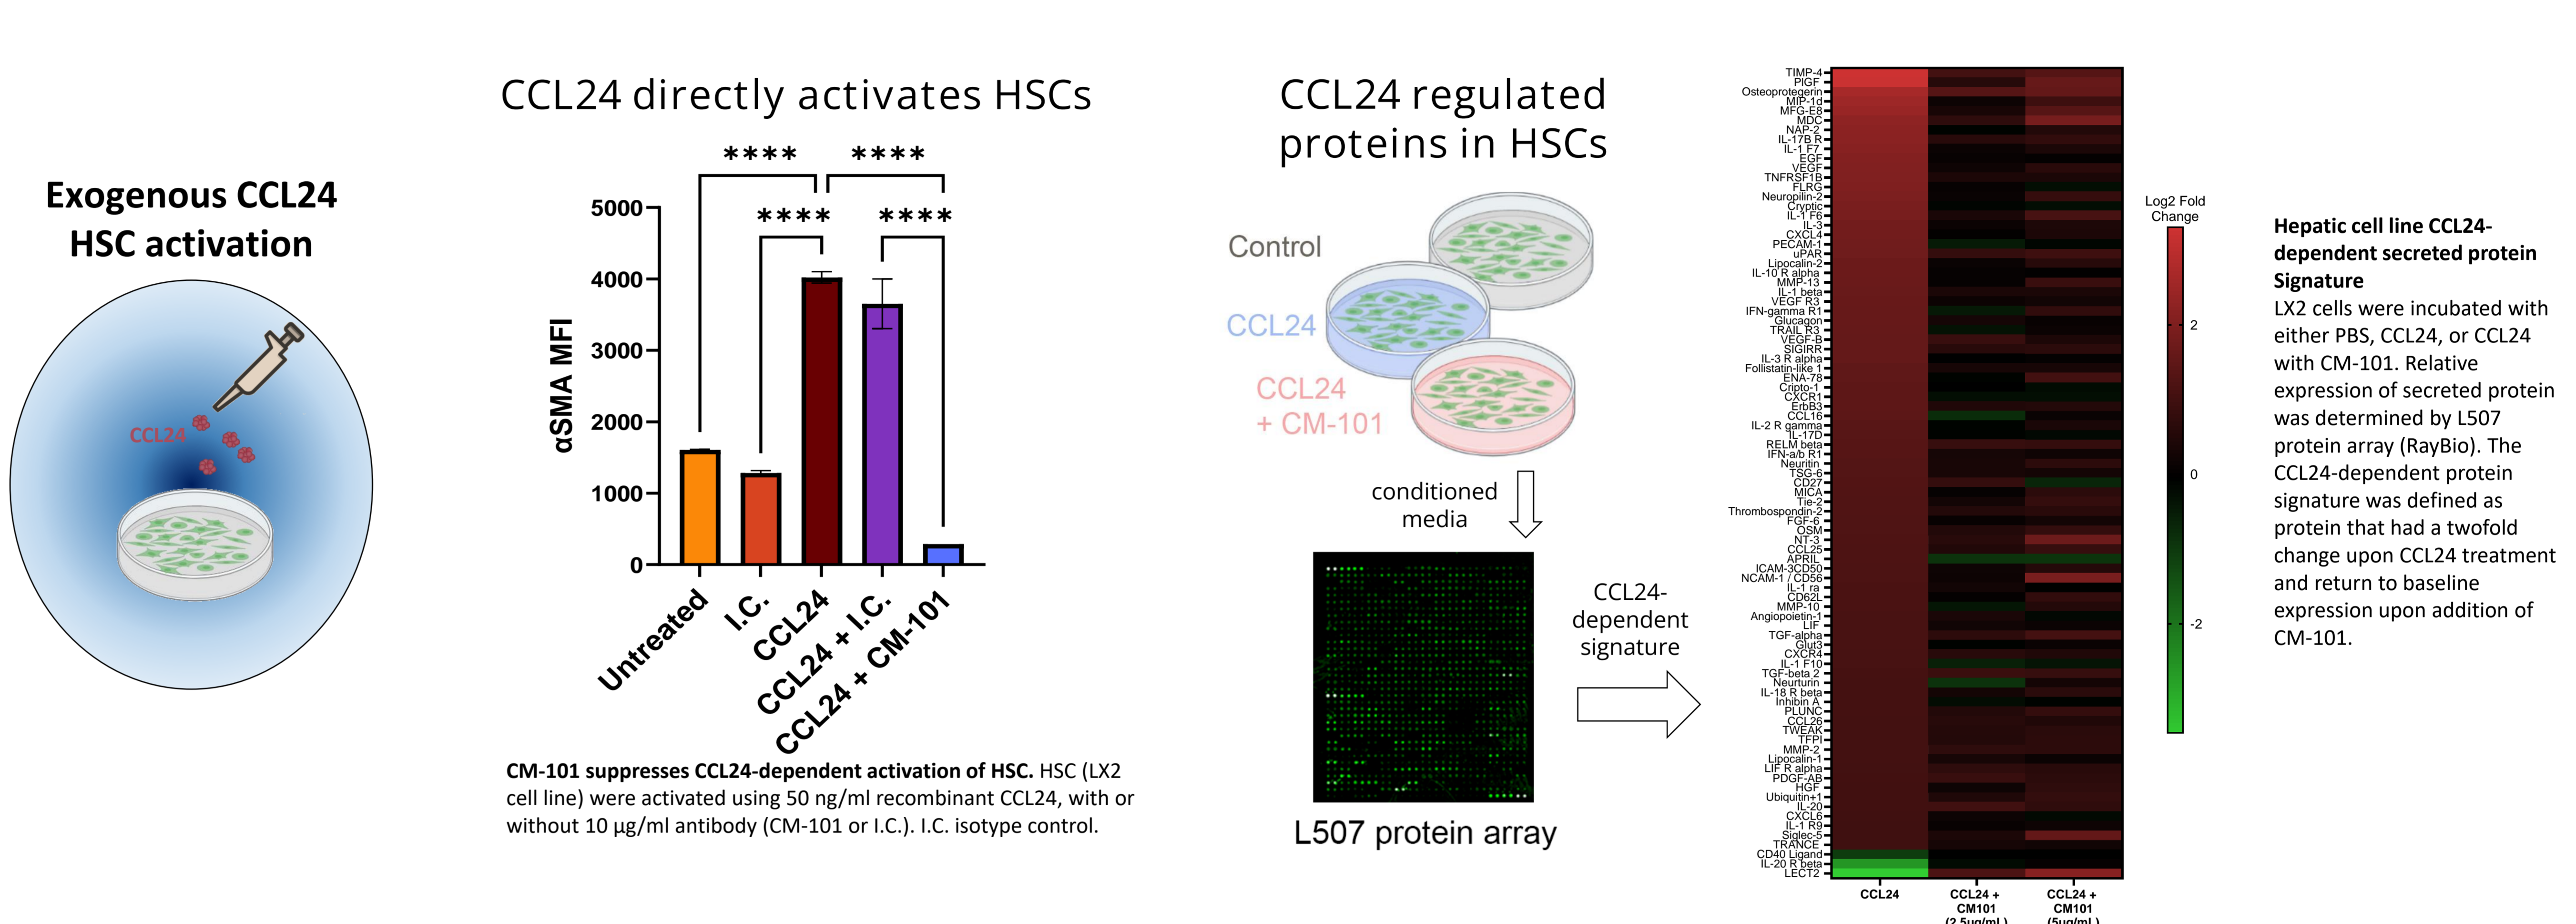 Exogenous CCL24
HSC activation
CCL24
CCL24 directly activates HSCs
**** ****
**** ****
αSMA MFI
5000
4000
3000
2000
1000
0
Untreated
I.C.
CCL24
CCL24 + I.C.
CCL24 + CM-101
CM-101 suppresses CCL24-dependent activation of HSC. HSC (LX2
cell line) were activated using 50 ng/ml recombinant CCL24, with or
without 10 µg/ml antibody (CM-101 or I.C.). I.C. isotype control.
CCL24 regulated
proteins in HSCs
Control
CCL24
CCL24
+ CM-101
conditioned
media
L507 protein array
CCL24-
dependent
signature
TIMP-4
PlGF
Osteoprotegerin
MIP-1d
MFG-E8
MDC
NAP-2
IL-17B R
IL-1 F7
EGF
VEGF
TNFRSF1B
FLRG
Neuropilin-2
Cryptic
IL-1 F6
IL-3
CXCL4
PECAM-1
uPAR
Lipocalin-2
IL-10 R alpha
MMP-13
IL-1 beta
VEGF R3
IFN-gamma R1
Glucagon
TRAIL R3
VEGF-B
SIGIRR
IL-3 R alpha
Follistatin-like 1
ENA-78
Cripto-1
CXCR1
ErbB3
CCL16
IL-2 R gamma
IL-17D
RELM beta
IFN-a/b R1
Neuritin
TSG-6
CD27
MICA
Tie-2
Thrombospondin-2
FGF-6
OSM
NT-3
CCL25
APRIL
ICAM-3CD50
NCAM-1 / CD56
IL-1 ra
CD62L
MMP-10
Angiopoietin-1
LIF
TGF-alpha
Glut3
CXCR4
IL-1 F10
TGF-beta 2
Neurturin
IL-18 R beta
Inhibin A
PLUNC
CCL26
TWEAK
TFPI
MMP-2
Lipocalin-1
LIF R alpha
PDGF-AB
HGF
Ubiquitin+1
IL-20
CXCL6
IL-1 R9
Siglec-5
TRANCE
CD40 Ligand
IL-20 R beta
LECT2
CCL24
CCL24 +
CM101
(2.5ug/mL)
CCL24 +
CM101
(5ug/mL)
Log2 Fold
Change
2
0
-2
Hepatic cell line CCL24-
dependent secreted protein
Signature
LX2 cells were incubated with
either PBS, CCL24, or CCL24
with CM-101. Relative
expression of secreted protein
was determined by L507
protein array (RayBio). The
CCL24-dependent protein
signature was defined as
protein that had a twofold
change upon CCL24 treatment
and return to baseline
expression upon addition of
CM-101.